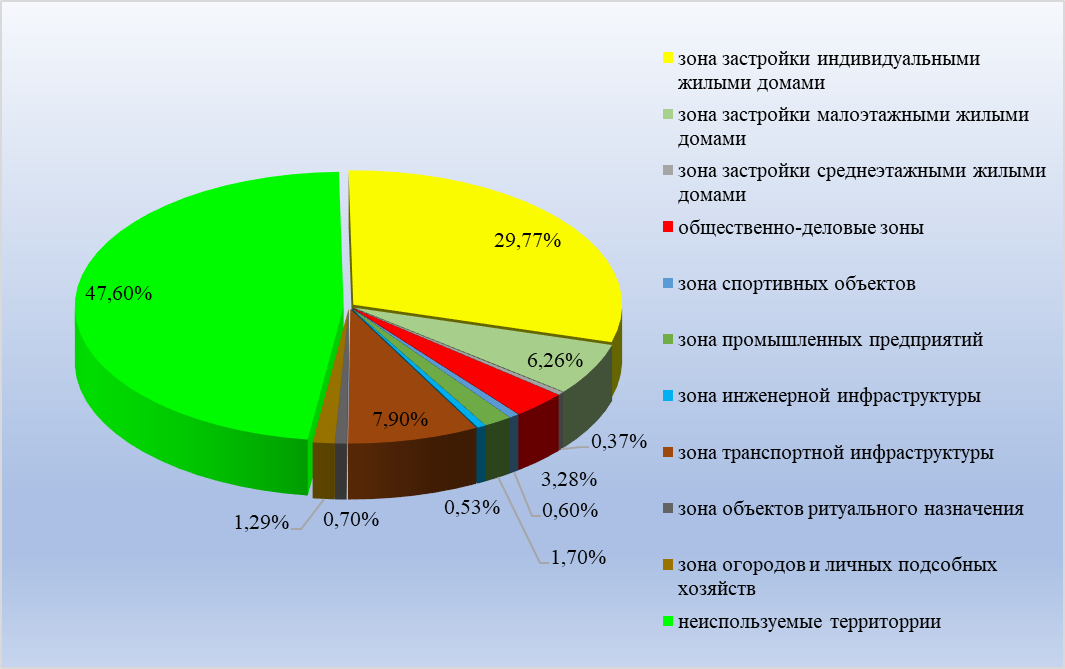 зона застройки индивидуальными
жилыми домами
зона застройки малоэтажными жилыми
домами
зона застройки среднеэтажными жилыми
домами
общественно-деловые зоны
зона спортивных объектов
зона промышленных предприятий
зона инженерной инфраструктуры
зона транспортной инфраструктуры
зона объектов ритуального назначения
зона огородов и личных подсобных
хозяйств
неиспользуемые территоррии
29,77%
47,60%
6,26%
7,90%
0,37%
3,28%
0,60%
0,53%
0,70%
1,29%
1,70%